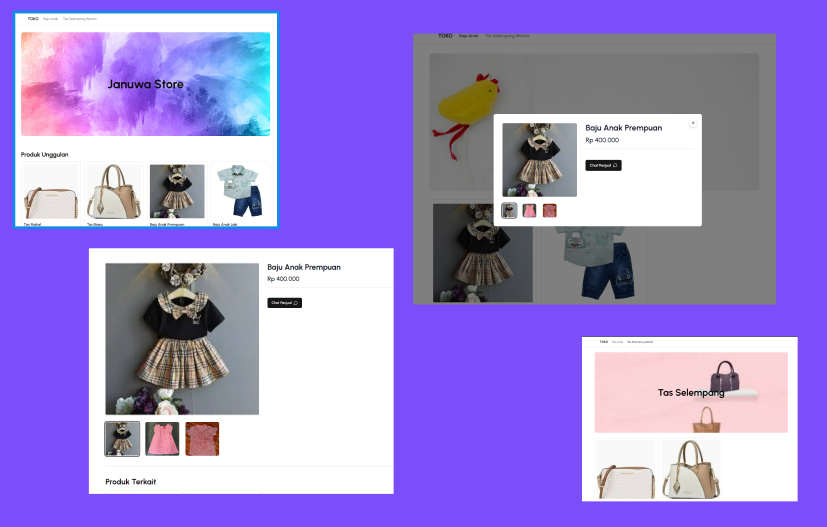 TOKO Baju Anak Tas Selempang Wanita
Januwa Store
Produk Unggulan
Tas Mahal
Tas Biasa
Baju Anak Prempuan
Baju Anak Laki
TOKO Baju Anak Tas Selempang Wanita
Baju Anak Prempuan
Rp 400.000
Chat Penjual
Baju Anak Prempuan
Rp 400.000
Chat Penjual
Produk Terkait
TOKO Baju Anak Tas Selempang Wanita
Tas Selempang